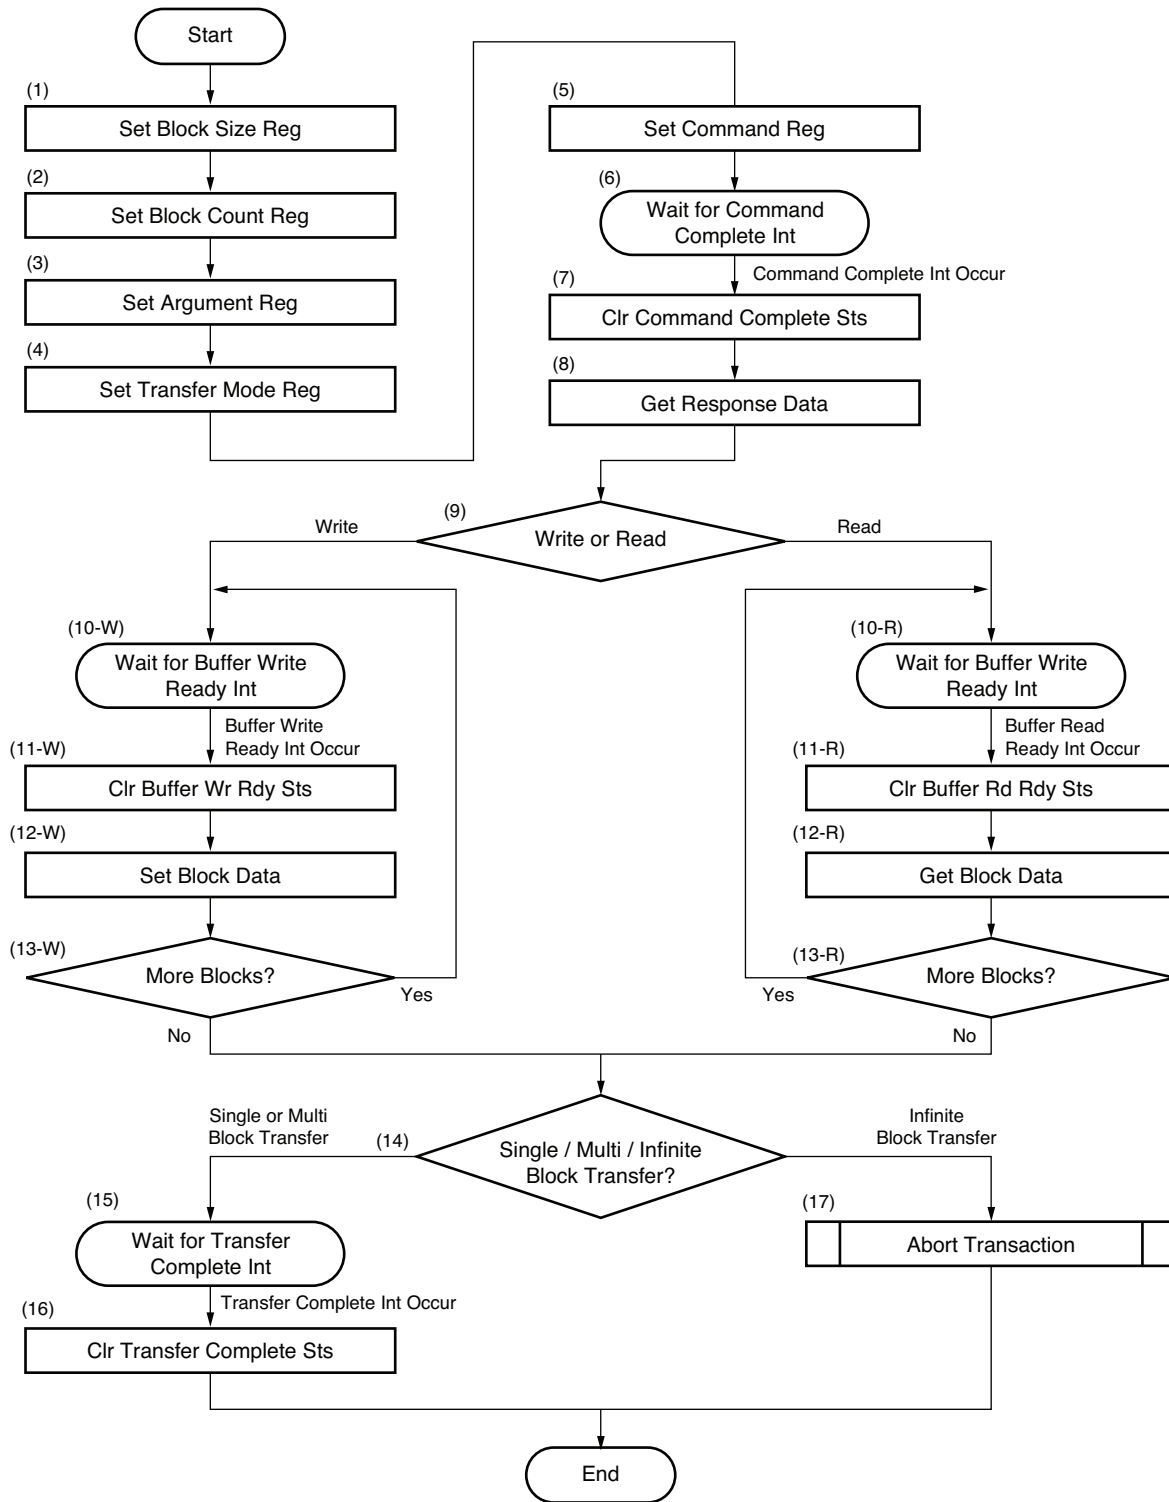 Start
(1)
Set Block Size Reg
(2)
Set Block Count Reg
(3)
Set Argument Reg
(4)
Set Transfer Mode Reg
(5)
Set Command Reg
(6)
Wait for Command
Complete Int
Command Complete Int Occur
(7)
Clr Command Complete Sts
(8)
Get Response Data
(9)
Write or Read
Write
Read
(10-W)
Wait for Buffer Write
Ready Int
Buffer Write
Ready Int Occur
(11-W)
Clr Buffer Wr Rdy Sts
(12-W)
Set Block Data
(13-W)
More Blocks?
Yes
No
(10-R)
Wait for Buffer Write
Ready Int
Buffer Read
Ready Int Occur
(11-R)
Clr Buffer Rd Rdy Sts
(12-R)
Get Block Data
(13-R)
More Blocks?
Yes
No
Single or Multi
Block Transfer
(14)
Single / Multi / Infinite
Block Transfer?
Infinite
Block Transfer
(15)
Wait for Transfer
Complete Int
Transfer Complete Int Occur
(16)
Clr Transfer Complete Sts
(17)
Abort Transaction
End